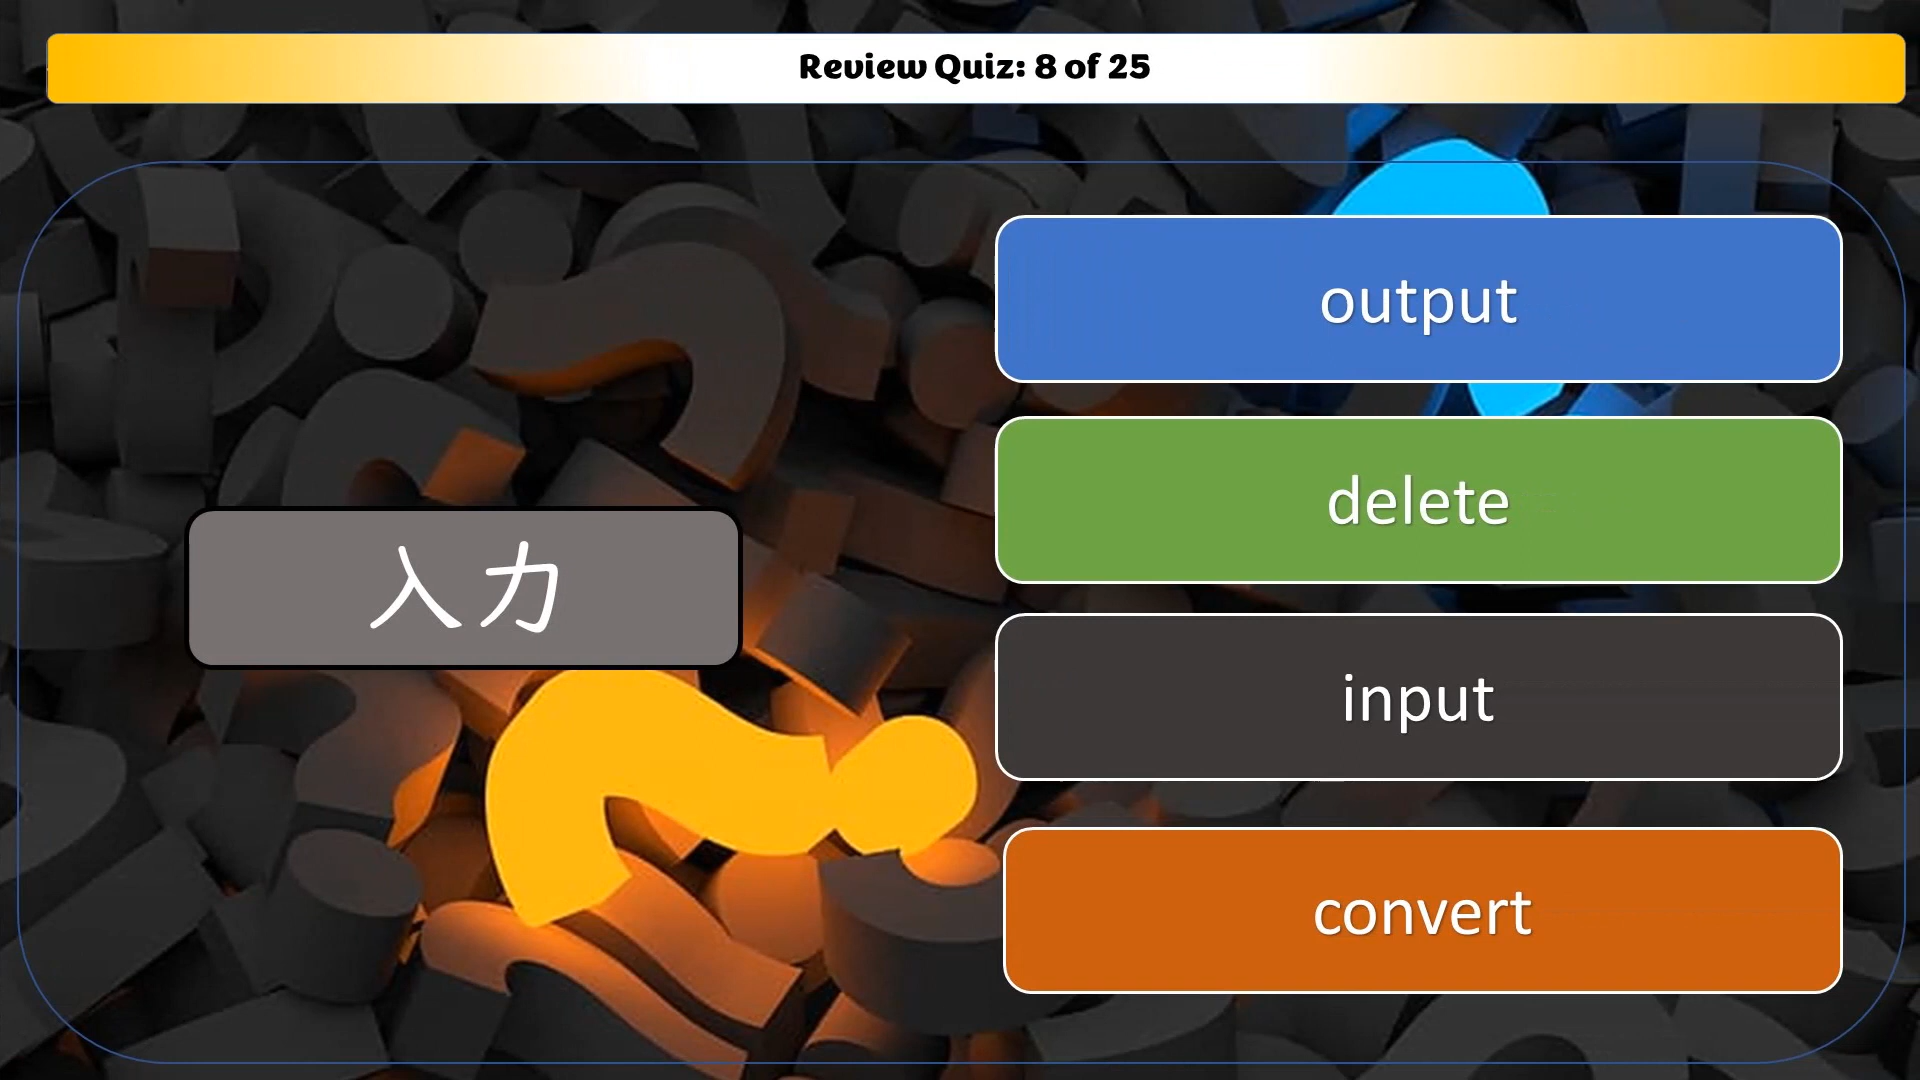 Review Quiz: 8 of 25
入力
output
delete
input
convert